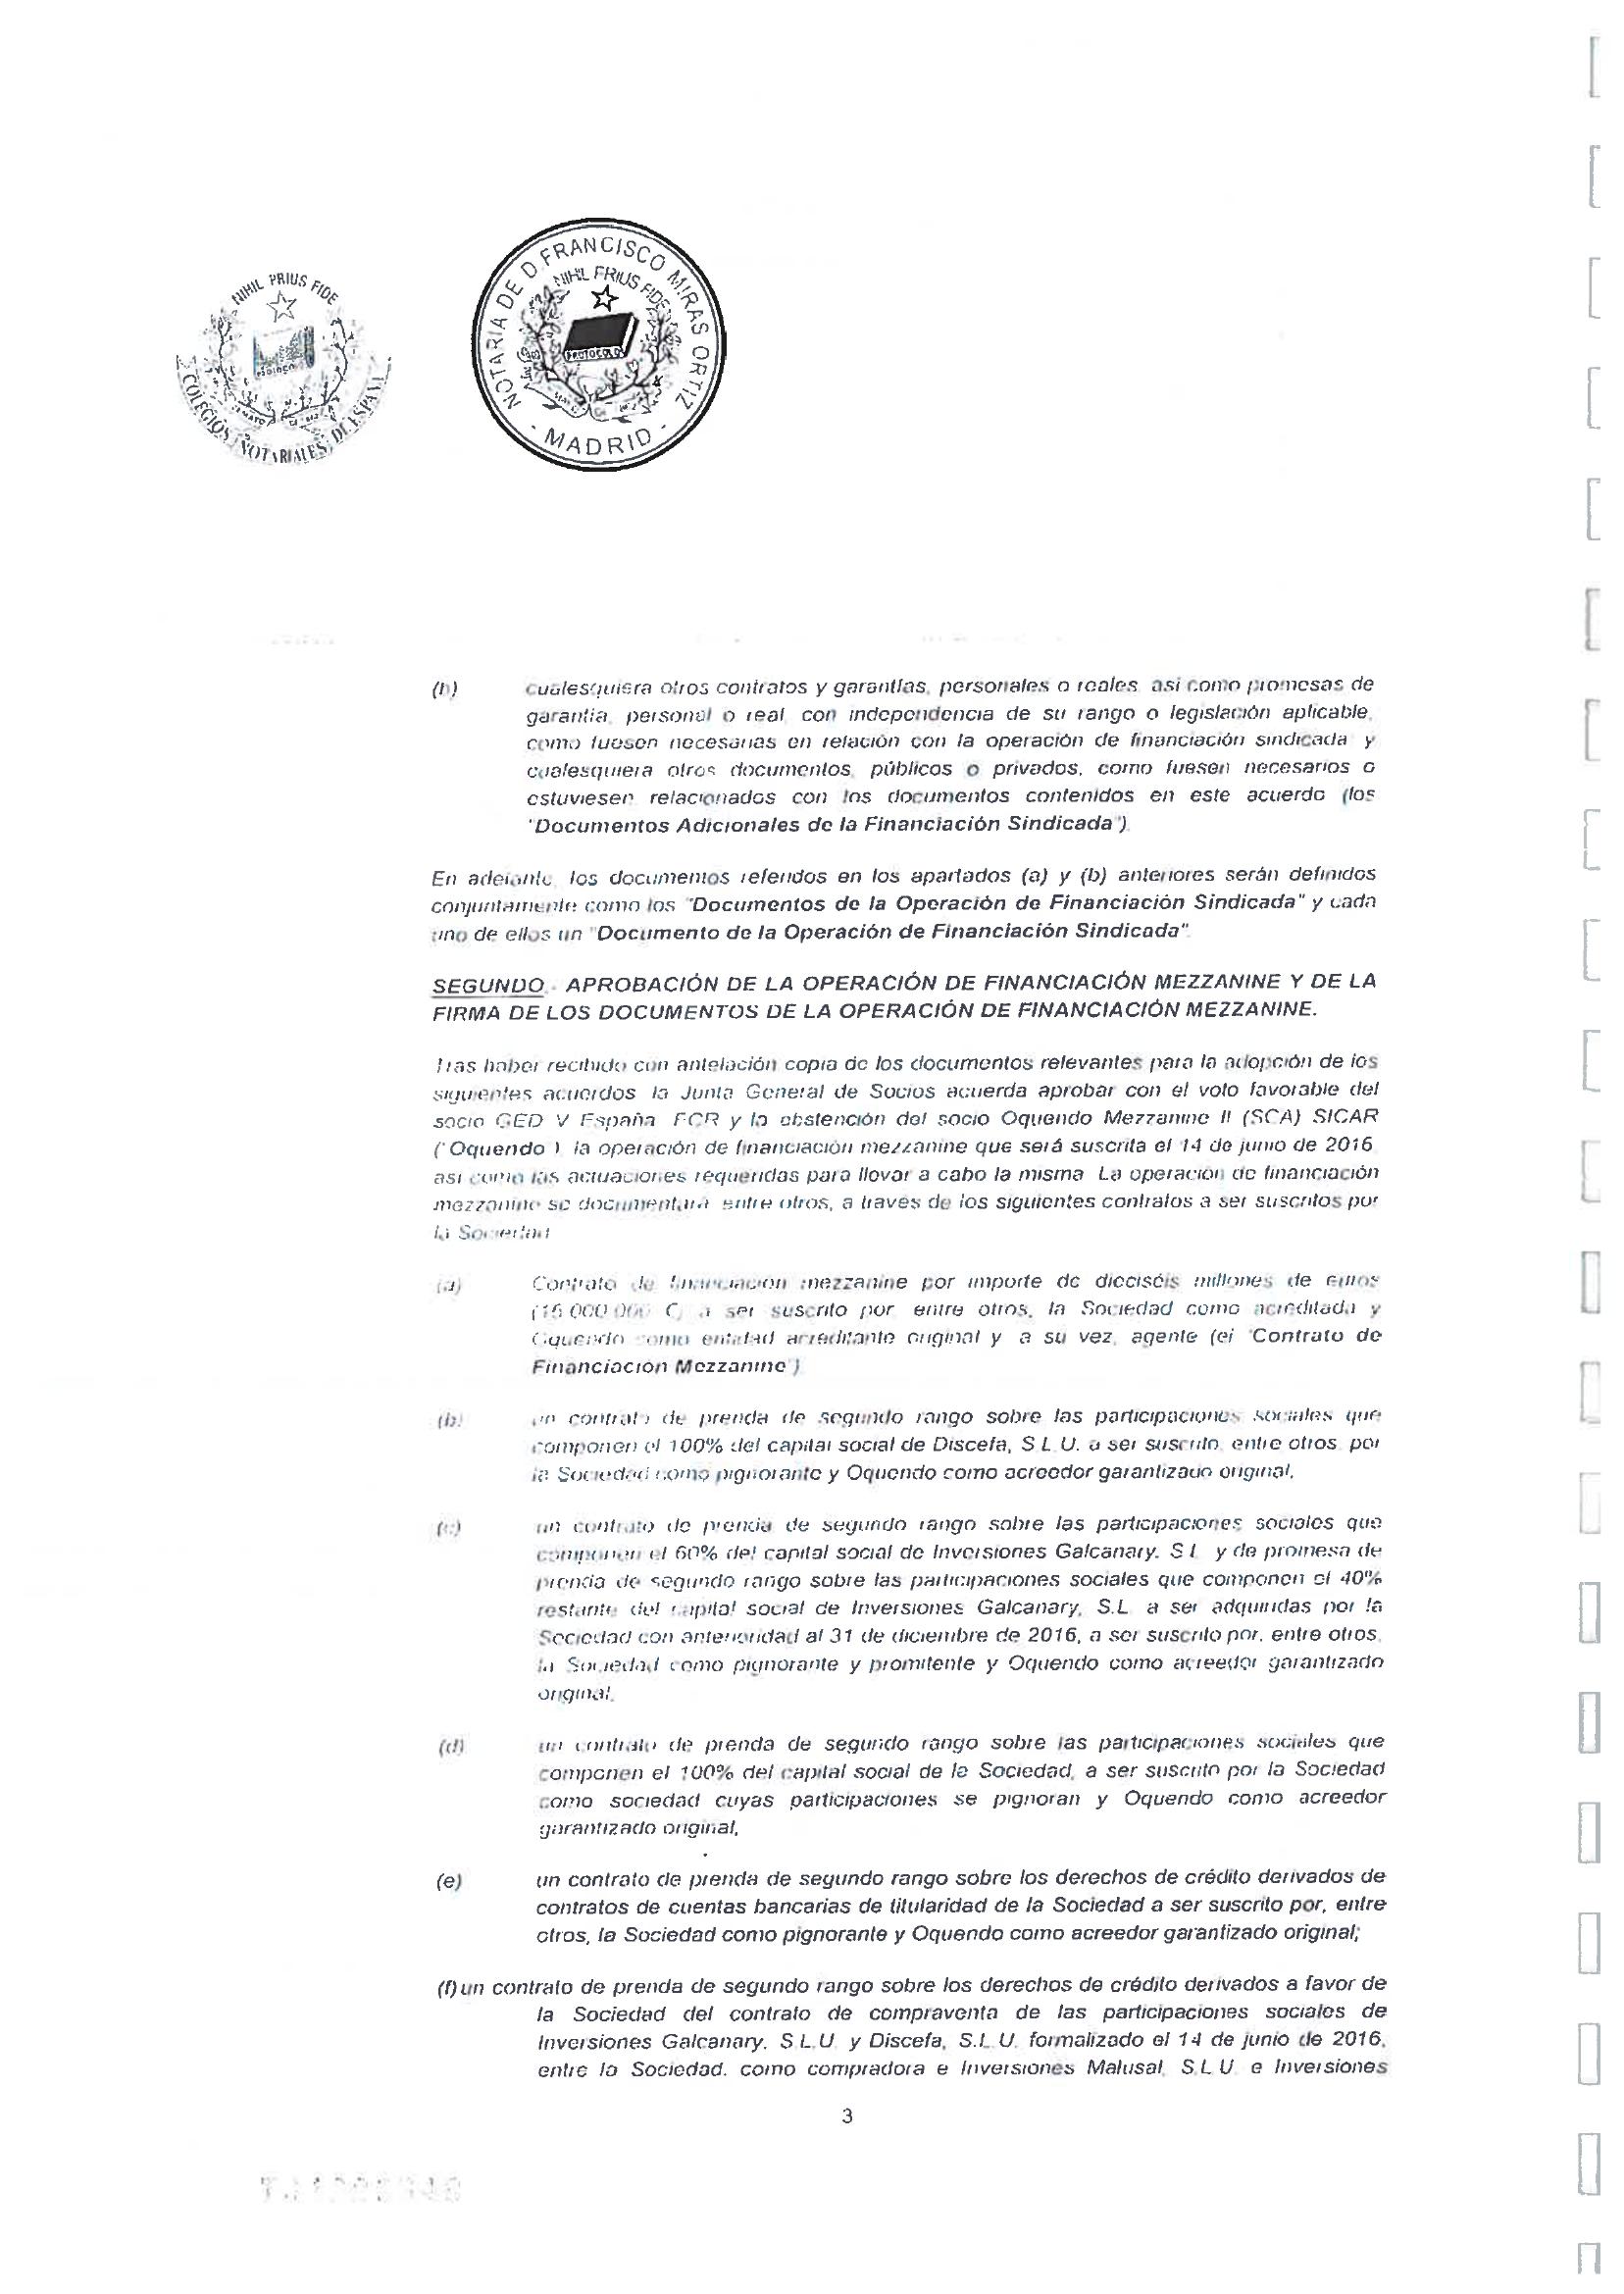 NIHIL PRIUS FIDE
COLEGIOS NOTARIALES DE ESPAÑA
NOTARIA DE D. FRANCISCO MIRAS ORTIZ
NIHIL PRIUS FIDE
PROTOCOLO
- MADRID -
(b) cualesquiera otros contratos y garantías, personales o reales así como promesas de
garantía personal o real con independencia de su rango o legislación aplicable,
como fuesen necesarias en relación con la operación de financiación sindicada y
cualesquiera otros documentos, públicos o privados, como fuesen necesarios o
estuviesen relacionados con los documentos contenidos en este acuerdo (los
"Documentos Adicionales de la Financiación Sindicada").
En adelante, los documentos referidos en los apartados (a) y (b) anteriores serán definidos
conjuntamente como los "Documentos de la Operación de Financiación Sindicada" y cada
uno de ellos un "Documento de la Operación de Financiación Sindicada".
SEGUNDO.- APROBACIÓN DE LA OPERACIÓN DE FINANCIACIÓN MEZZANINE Y DE LA
FIRMA DE LOS DOCUMENTOS DE LA OPERACIÓN DE FINANCIACIÓN MEZZANINE.
Tras haber recibido con antelación copia de los documentos relevantes para la adopción de los
siguientes acuerdos la Junta General de Socios acuerda aprobar con el voto favorable del
socio GED V España FCR y la abstención del socio Oquendo Mezzanine II (SCA) SICAR
("Oquendo") la operación de financiación mezzanine que será suscrita el 14 de junio de 2016
así como las actuaciones requeridas para llevar a cabo la misma La operación de financiación
mezzanine se documentará entre otros, a través de los siguientes contratos a ser suscritos por
la Sociedad
(a) Contrato de financiación mezzanine por importe de dieciséis millones de euros
(16.000.000 €) a ser suscrito por entre otros, la Sociedad como acreditada y
Oquendo como entidad acreditante original y a su vez, agente (el "Contrato de
Financiación Mezzanine")
(b) un contrato de prenda de segundo rango sobre las participaciones sociales que
componen el 100% del capital social de Discefa, S.L.U. a ser suscrito, entre otros, por
la Sociedad como pignorante y Oquendo como acreedor garantizado original,
(c) un contrato de prenda de segundo rango sobre las participaciones sociales que
componen el 60% del capital social de Inversiones Galcanary, S.L. y de promesa de
prenda de segundo rango sobre las participaciones sociales que componen el 40%
restante del capital social de Inversiones Galcanary, S.L. a ser adquiridas por la
Sociedad con anterioridad al 31 de diciembre de 2016, a ser suscrito por, entre otros,
la Sociedad como pignorante y promitente y Oquendo como acreedor garantizado
original,
(d) un contrato de prenda de segundo rango sobre las participaciones sociales que
componen el 100% del capital social de la Sociedad, a ser suscrito por la Sociedad
como sociedad cuyas participaciones se pignoran y Oquendo como acreedor
garantizado original,
(e) un contrato de prenda de segundo rango sobre los derechos de crédito derivados de
contratos de cuentas bancarias de titularidad de la Sociedad a ser suscrito por, entre
otros, la Sociedad como pignorante y Oquendo como acreedor garantizado original;
(f) un contrato de prenda de segundo rango sobre los derechos de crédito derivados a favor de
la Sociedad del contrato de compraventa de las participaciones sociales de
Inversiones Galcanary, S.L.U. y Discefa, S.L.U. formalizado el 14 de junio de 2016,
entre la Sociedad, como compradora e Inversiones Malusal, S.L.U. e Inversiones
3